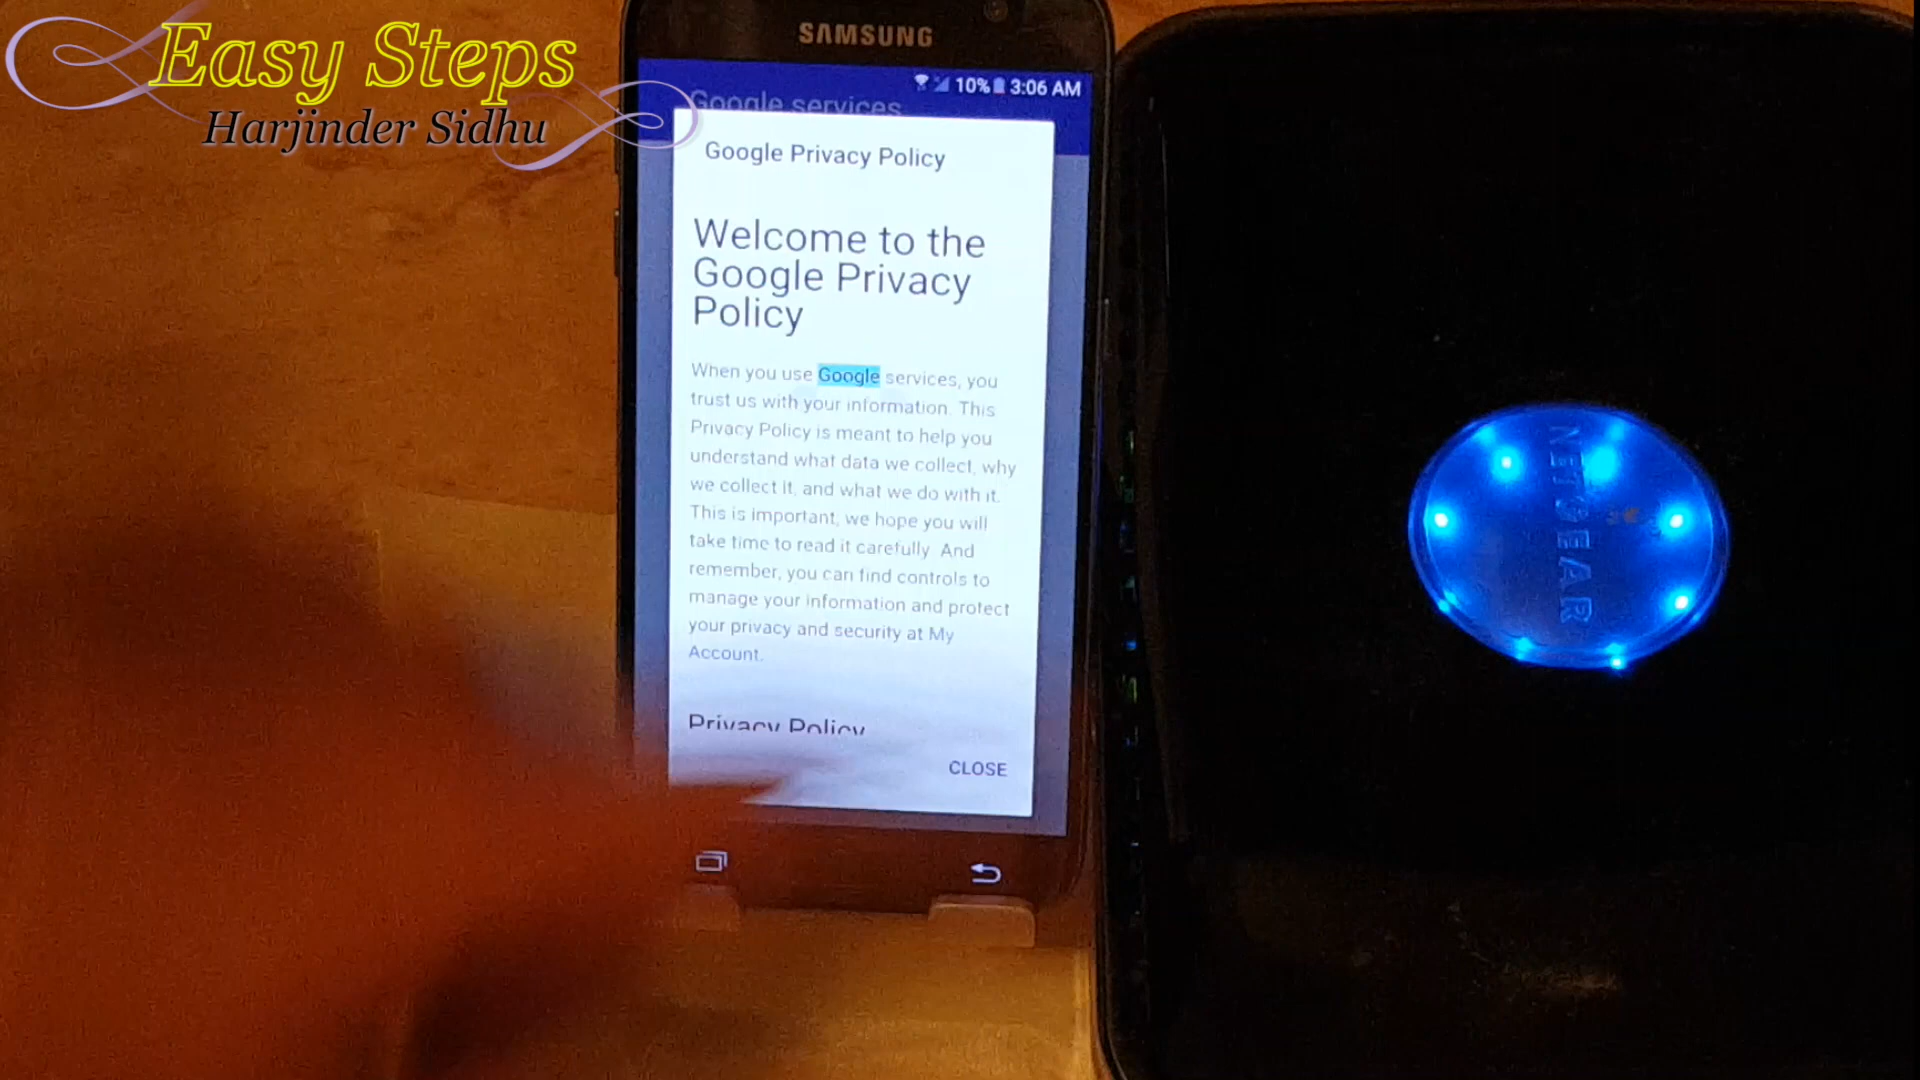 Easy Steps
Harjinder Sidhu
SAMSUNG
10% 3:06 AM
Google services
Google Privacy Policy
Welcome to the
Google Privacy
Policy
When you use Google services, you
trust us with your information. This
Privacy Policy is meant to help you
understand what data we collect, why
we collect it, and what we do with it.
This is important, we hope you will
take time to read it carefully. And
remember, you can find controls to
manage your information and protect
your privacy and security at My
Account.
Privacy Policy
CLOSE
NETGEAR